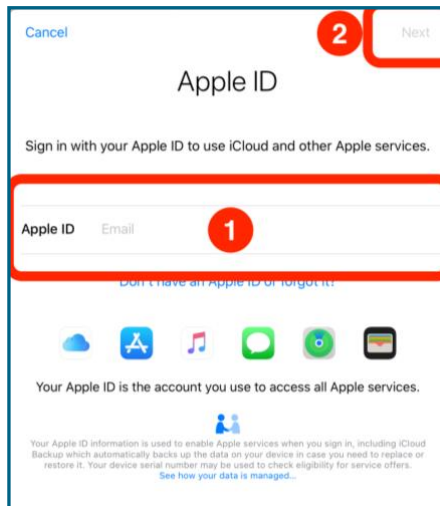 Cancel
2
Next
Apple ID
Sign in with your Apple ID to use iCloud and other Apple services.
Apple ID
Email
1
Don't have an Apple ID or forgot it?
Your Apple ID is the account you use to access all Apple services.
Your Apple ID information is used to enable Apple services when you sign in, including iCloud
Backup which automatically backs up the data on your device in case you need to replace or
restore it. Your device serial number may be used to check eligibility for service offers.
See how your data is managed...